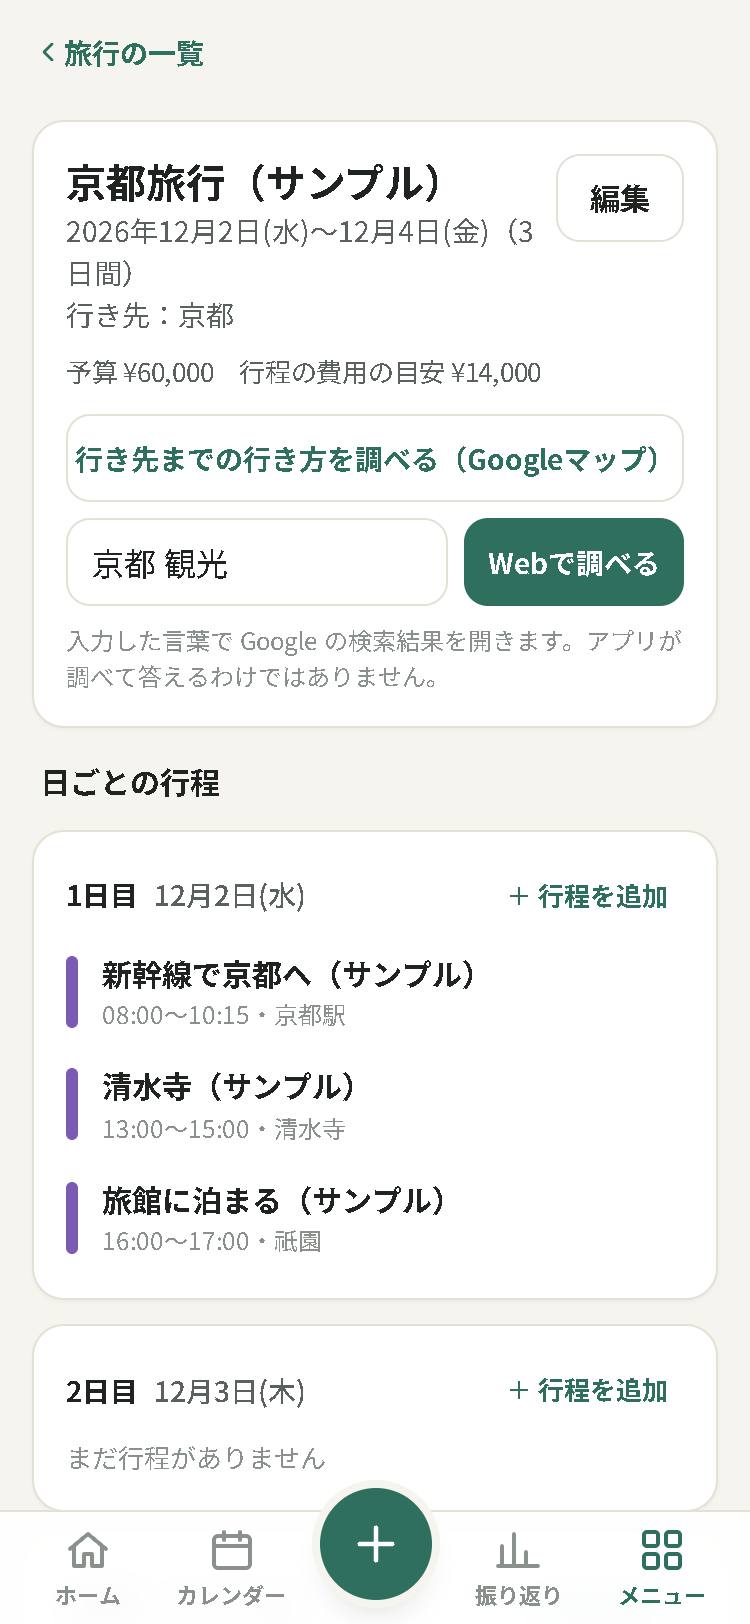 旅行の一覧
京都旅行（サンプル）
編集
2026年12月2日(水)〜12月4日(金)（3
日間）
行き先：京都
予算 ¥60,000　行程の費用の目安 ¥14,000
行き先までの行き方を調べる（Googleマップ）
京都 観光
Webで調べる
入力した言葉で Google の検索結果を開きます。アプリが
調べて答えるわけではありません。
日ごとの行程
1日目 12月2日(水)
＋ 行程を追加
新幹線で京都へ（サンプル）
08:00〜10:15・京都駅
清水寺（サンプル）
13:00〜15:00・清水寺
旅館に泊まる（サンプル）
16:00〜17:00・祇園
2日目 12月3日(木)
＋ 行程を追加
まだ行程がありません
ホーム
カレンダー
振り返り
メニュー